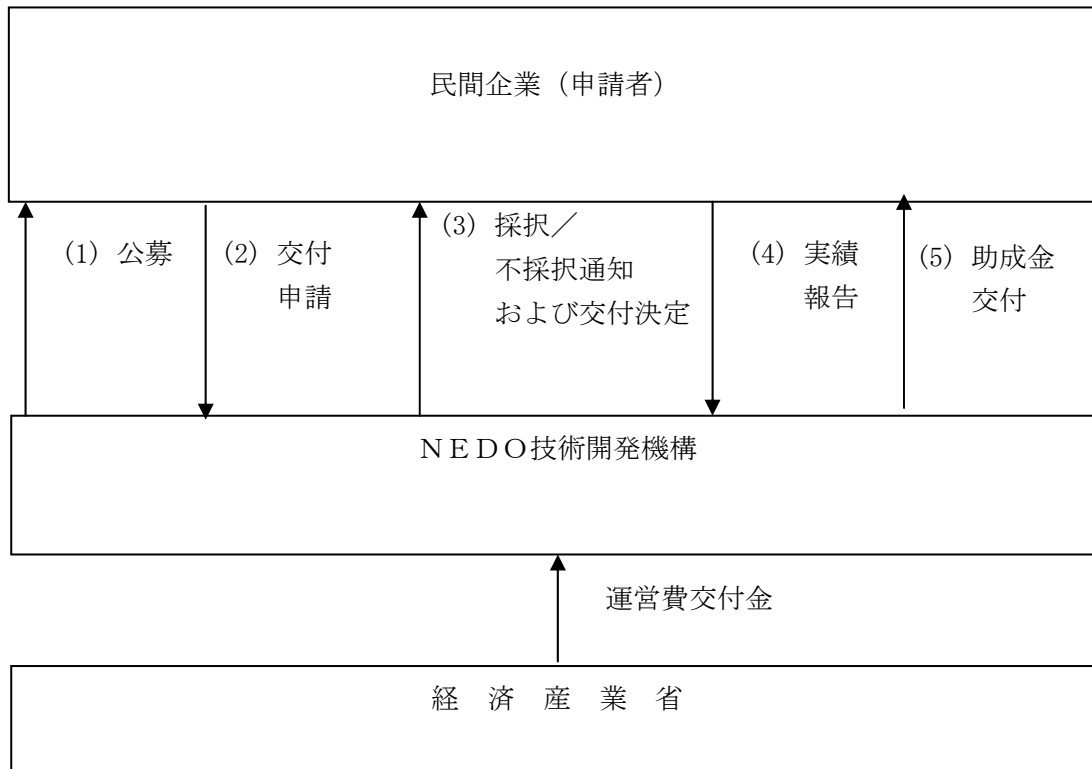 民間企業（申請者）
(1) 公募
(2) 交付
申請
(3) 採択／
不採択通知
および交付決定
(4) 実績
報告
(5) 助成金
交付
ＮＥＤＯ技術開発機構
運営費交付金
経　済　産　業　省